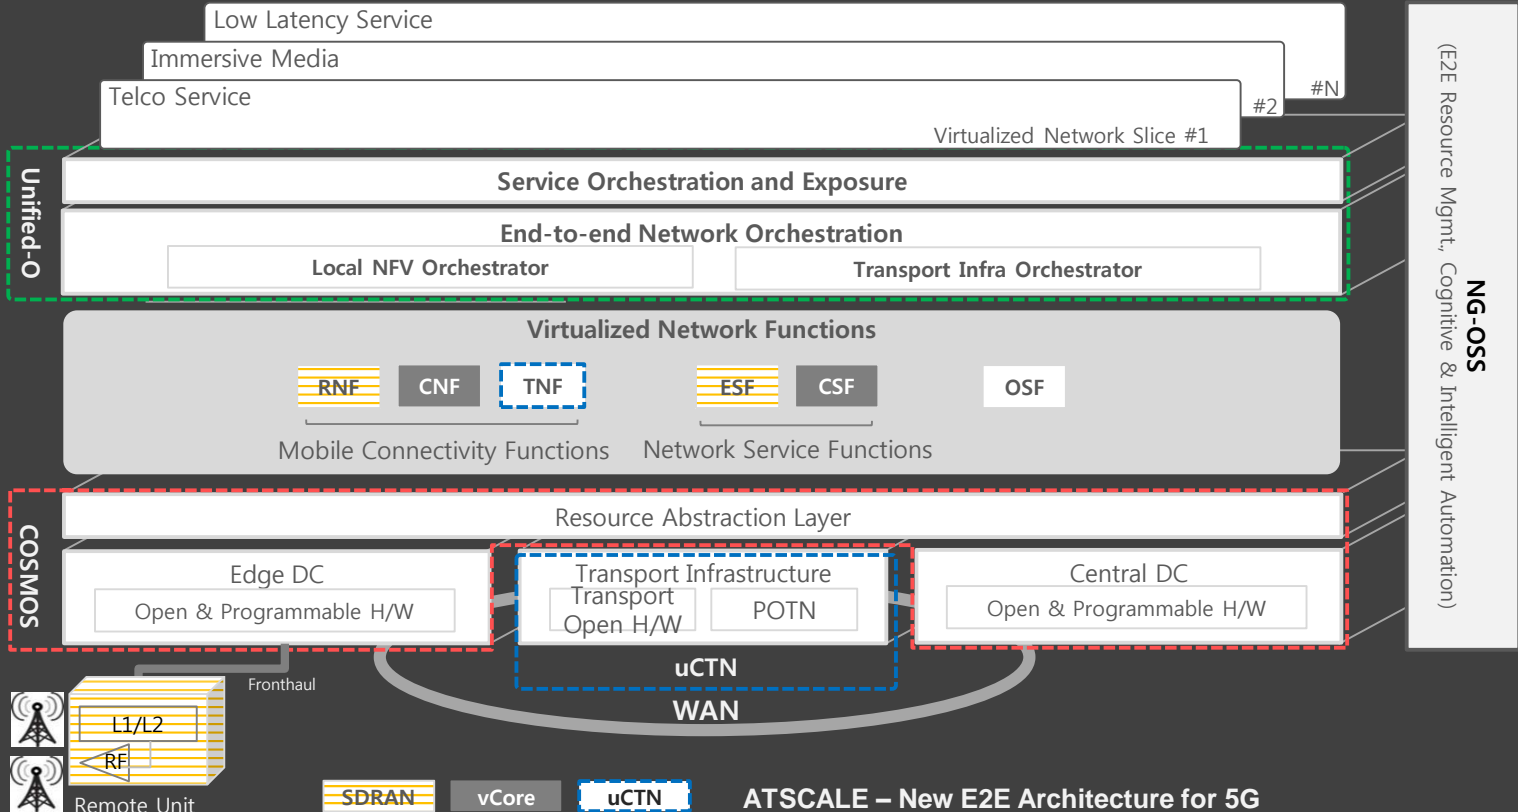 Low Latency Service
#N
Immersive Media
#2
Telco Service
Virtualized Network Slice #1
Unified-O
Service Orchestration and Exposure
End-to-end Network Orchestration
Local NFV Orchestrator
Transport Infra Orchestrator
Virtualized Network Functions
RNF
CNF
TNF
ESF
CSF
OSF
Mobile Connectivity Functions
Network Service Functions
COSMOS
Resource Abstraction Layer
Edge DC
Open & Programmable H/W
Transport Infrastructure
Transport
Open H/W
POTN
Central DC
Open & Programmable H/W
uCTN
WAN
Fronthaul
L1/L2
RF
Remote Unit
NG-OSS
(E2E Resource Mgmt., Cognitive & Intelligent Automation)
SDRAN
vCore
uCTN
ATSCALE – New E2E Architecture for 5G